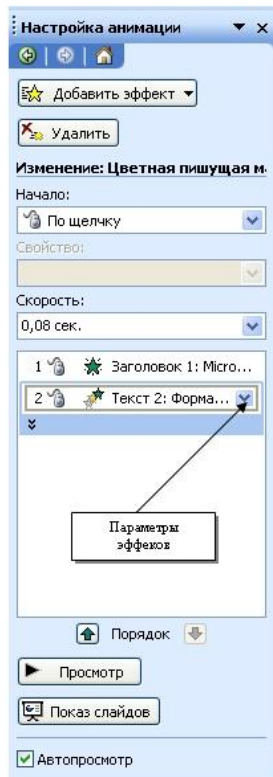 Настройка анимации
Добавить эффект
Удалить
Изменение: Цветная пишущая м
Начало:
По щелчку
Свойство:
Скорость:
0,08 сек.
1 Заголовок 1: Micro...
2 Текст 2: Форма...
Параметры
эффеков
Порядок
Просмотр
Показ слайдов
Автопросмотр